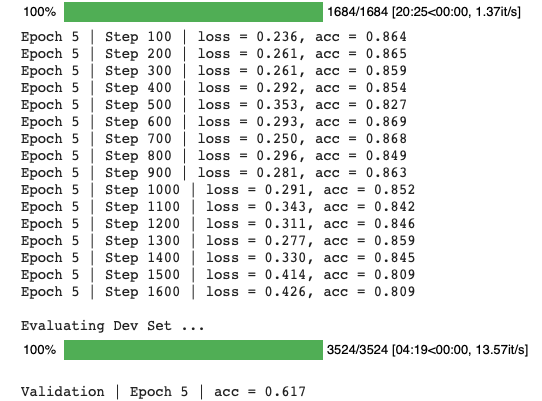 100% 1684/1684 [20:25<00:00, 1.37it/s]
Epoch 5 | Step 100 | loss = 0.236, acc = 0.864
Epoch 5 | Step 200 | loss = 0.261, acc = 0.865
Epoch 5 | Step 300 | loss = 0.261, acc = 0.859
Epoch 5 | Step 400 | loss = 0.292, acc = 0.854
Epoch 5 | Step 500 | loss = 0.353, acc = 0.827
Epoch 5 | Step 600 | loss = 0.293, acc = 0.869
Epoch 5 | Step 700 | loss = 0.250, acc = 0.868
Epoch 5 | Step 800 | loss = 0.296, acc = 0.849
Epoch 5 | Step 900 | loss = 0.281, acc = 0.863
Epoch 5 | Step 1000 | loss = 0.291, acc = 0.852
Epoch 5 | Step 1100 | loss = 0.343, acc = 0.842
Epoch 5 | Step 1200 | loss = 0.311, acc = 0.846
Epoch 5 | Step 1300 | loss = 0.277, acc = 0.859
Epoch 5 | Step 1400 | loss = 0.330, acc = 0.845
Epoch 5 | Step 1500 | loss = 0.414, acc = 0.809
Epoch 5 | Step 1600 | loss = 0.426, acc = 0.809
Evaluating Dev Set ...
100% 3524/3524 [04:19<00:00, 13.57it/s]
Validation | Epoch 5 | acc = 0.617